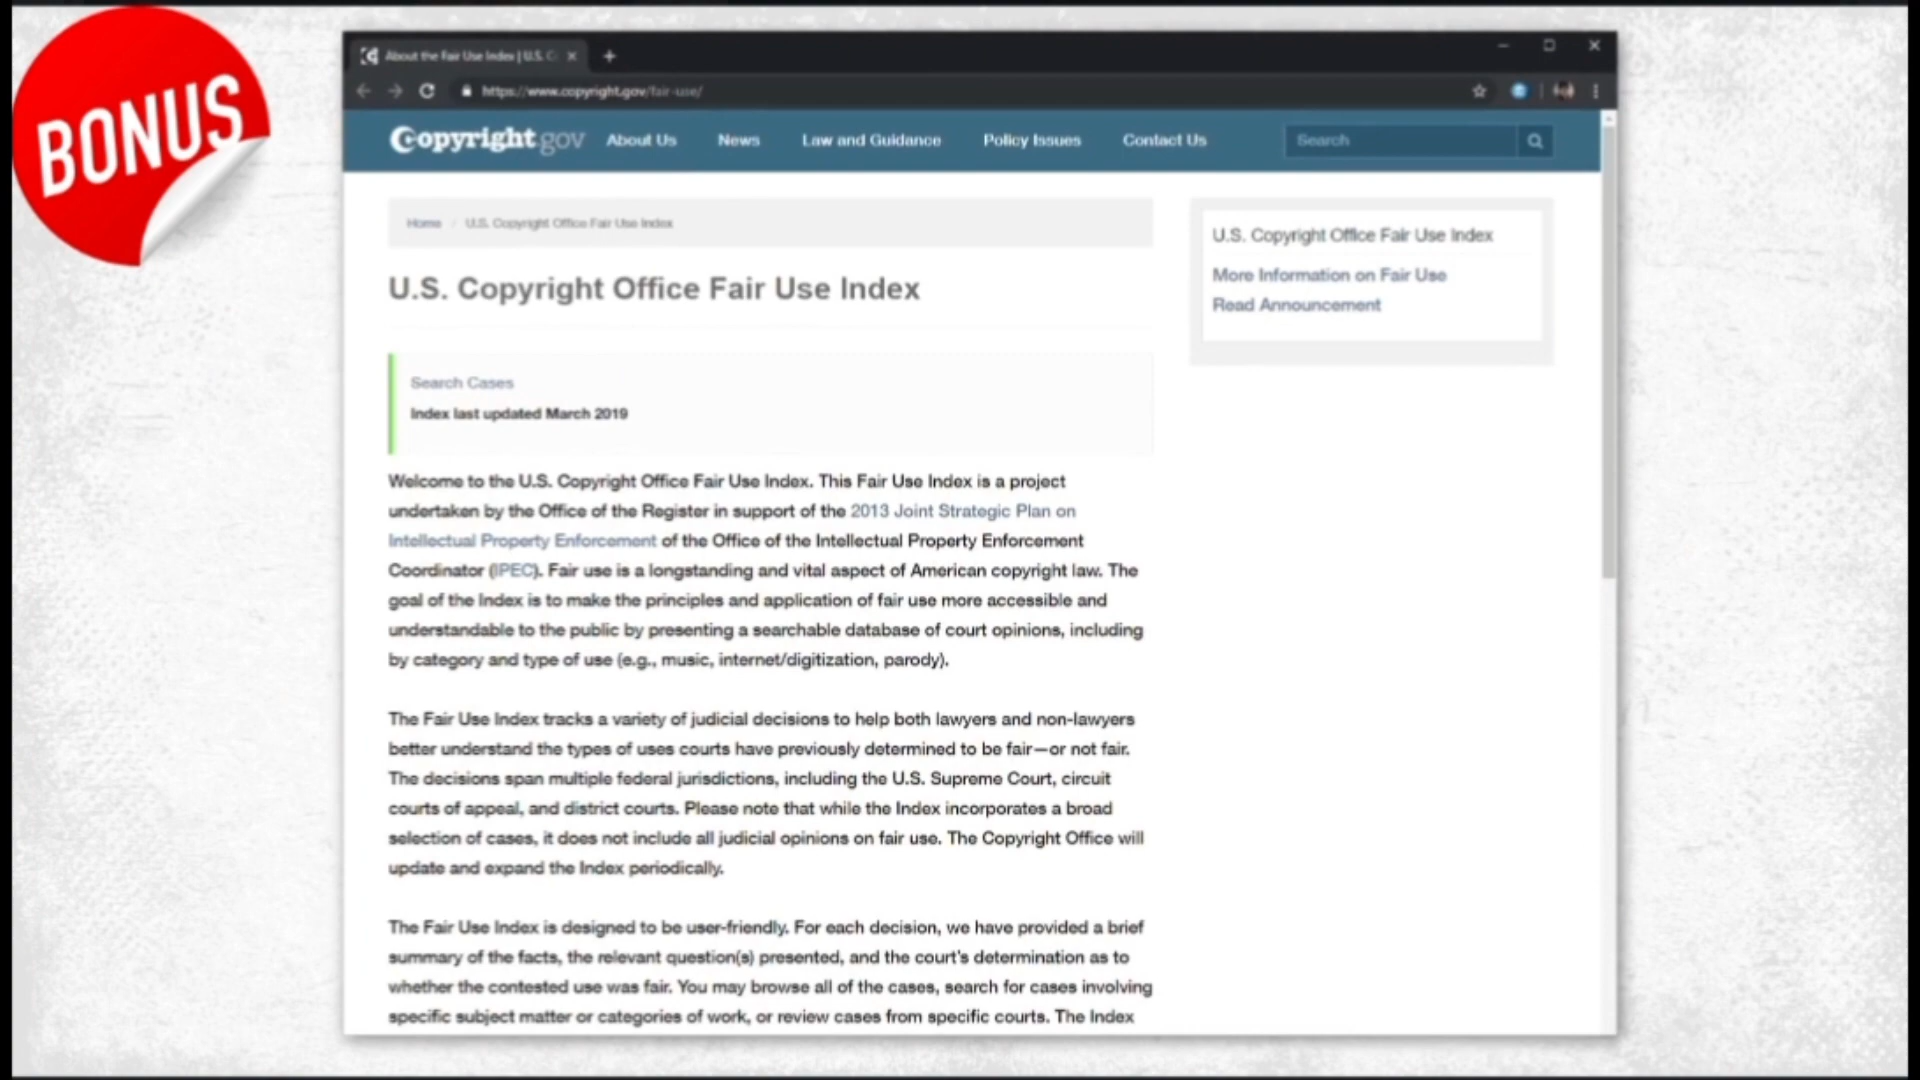 BONUS
About the Fair Use Index | U.S. C
https://www.copyright.gov/fair-use/
Copyright.gov About Us News Law and Guidance Policy Issues Contact Us Search
Home / U.S. Copyright Office Fair Use Index
U.S. Copyright Office Fair Use Index
More Information on Fair Use
Read Announcement
U.S. Copyright Office Fair Use Index
Search Cases
Index last updated March 2019
Welcome to the U.S. Copyright Office Fair Use Index. This Fair Use Index is a project
undertaken by the Office of the Register in support of the 2013 Joint Strategic Plan on
Intellectual Property Enforcement of the Office of the Intellectual Property Enforcement
Coordinator (IPEC). Fair use is a longstanding and vital aspect of American copyright law. The
goal of the Index is to make the principles and application of fair use more accessible and
understandable to the public by presenting a searchable database of court opinions, including
by category and type of use (e.g., music, internet/digitization, parody).
The Fair Use Index tracks a variety of judicial decisions to help both lawyers and non-lawyers
better understand the types of uses courts have previously determined to be fair—or not fair.
The decisions span multiple federal jurisdictions, including the U.S. Supreme Court, circuit
courts of appeal, and district courts. Please note that while the Index incorporates a broad
selection of cases, it does not include all judicial opinions on fair use. The Copyright Office will
update and expand the Index periodically.
The Fair Use Index is designed to be user-friendly. For each decision, we have provided a brief
summary of the facts, the relevant question(s) presented, and the court's determination as to
whether the contested use was fair. You may browse all of the cases, search for cases involving
specific subject matter or categories of work, or review cases from specific courts. The Index